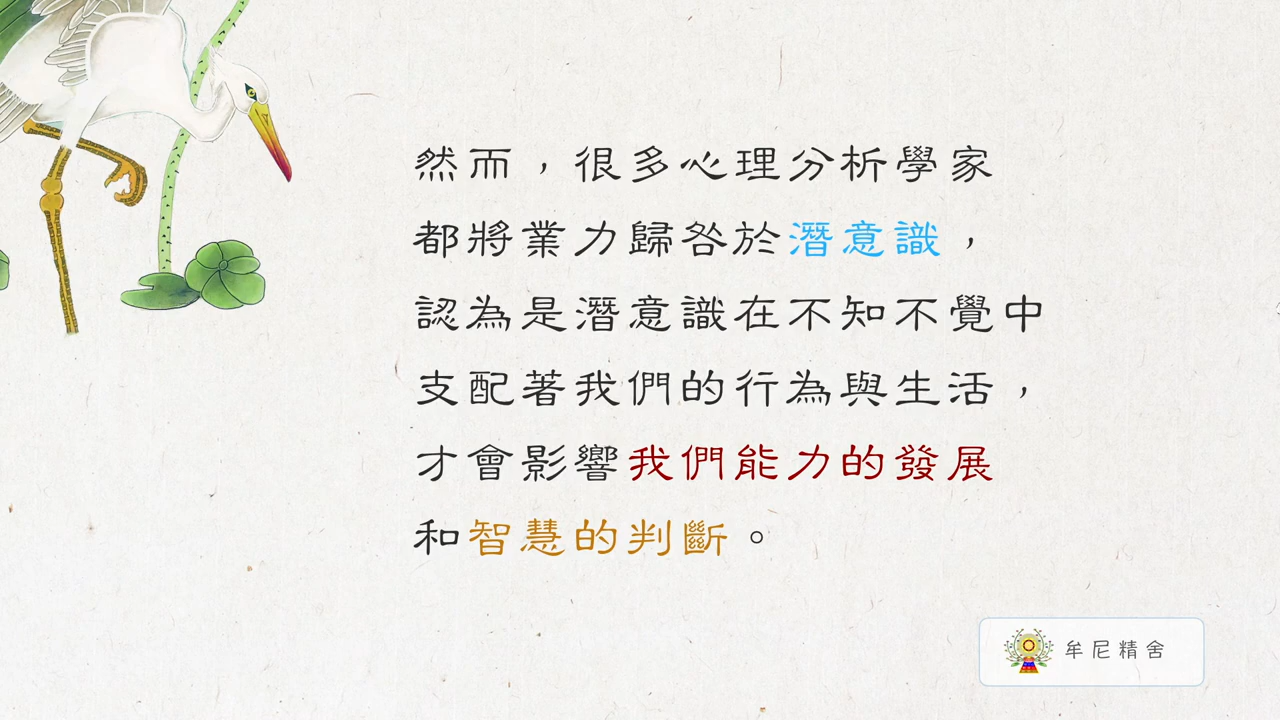 然而，很多心理分析學家
都將業力歸咎於潛意識，
認為是潛意識在不知不覺中
支配著我們的行為與生活，
才會影響我們能力的發展
和智慧的判斷。
牟尼精舍